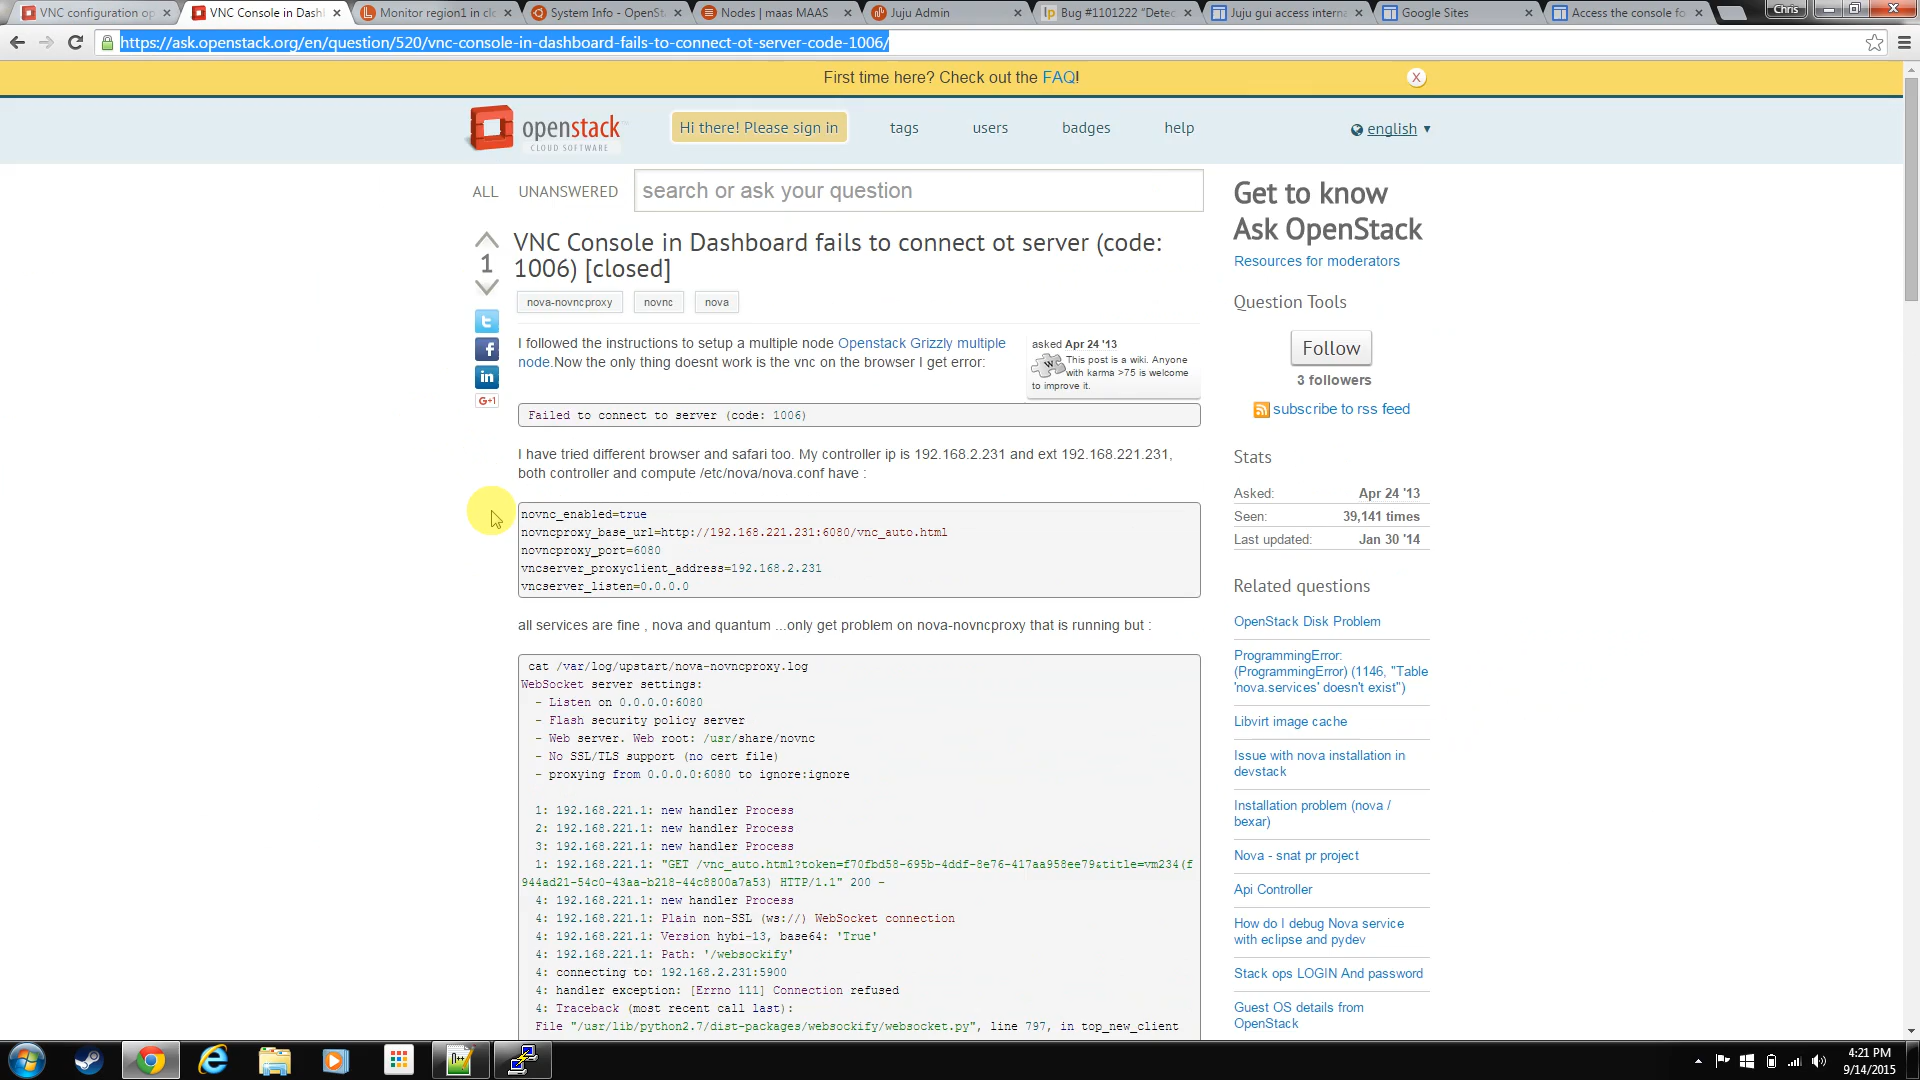 VNC configuration op
VNC Console in Dashb
Monitor region1 in clo
System Info - OpenSta
Nodes | maas MAAS
Juju Admin
Bug #1101222 "Detec
Juju gui access interna
Google Sites
Access the console fo
Chris
https://ask.openstack.org/en/question/520/vnc-console-in-dashboard-fails-to-connect-ot-server-code-1006/
First time here? Check out the FAQ!
X
openstack
CLOUD SOFTWARE
Hi there! Please sign in
tags
users
badges
help
english ▼
ALL
UNANSWERED
search or ask your question
1
VNC Console in Dashboard fails to connect ot server (code:
1006) [closed]
nova-novncproxy
novnc
nova
I followed the instructions to setup a multiple node Openstack Grizzly multiple
node.Now the only thing doesnt work is the vnc on the browser I get error:
asked Apr 24 '13
This post is a wiki. Anyone
with karma >75 is welcome
to improve it.
Failed to connect to server (code: 1006)
I have tried different browser and safari too. My controller ip is 192.168.2.231 and ext 192.168.221.231,
both controller and compute /etc/nova/nova.conf have :
novnc_enabled=true
novncproxy_base_url=http://192.168.221.231:6080/vnc_auto.html
novncproxy_port=6080
vncserver_proxyclient_address=192.168.2.231
vncserver_listen=0.0.0.0
all services are fine , nova and quantum ...only get problem on nova-novncproxy that is running but :
cat /var/log/upstart/nova-novncproxy.log
WebSocket server settings:
- Listen on 0.0.0.0:6080
- Flash security policy server
- Web server. Web root: /usr/share/novnc
- No SSL/TLS support (no cert file)
- proxying from 0.0.0.0:6080 to ignore:ignore
1: 192.168.221.1: new handler Process
2: 192.168.221.1: new handler Process
3: 192.168.221.1: new handler Process
1: 192.168.221.1: "GET /vnc_auto.html?token=f70fbd58-695b-4ddf-8e76-417aa958ee79&title=vm234(f
944ad21-54c0-43aa-b218-44c8800a7a53) HTTP/1.1" 200 -
4: 192.168.221.1: new handler Process
4: 192.168.221.1: Plain non-SSL (ws://) WebSocket connection
4: 192.168.221.1: Version hybi-13, base64: 'True'
4: 192.168.221.1: Path: '/websockify'
4: connecting to: 192.168.2.231:5900
4: handler exception: [Errno 111] Connection refused
4: Traceback (most recent call last):
File "/usr/lib/python2.7/dist-packages/websockify/websocket.py", line 797, in top_new_client
Get to know
Ask OpenStack
Resources for moderators
Question Tools
Follow
3 followers
subscribe to rss feed
Stats
Asked: Apr 24 '13
Seen: 39,141 times
Last updated: Jan 30 '14
Related questions
OpenStack Disk Problem
ProgrammingError:
(ProgrammingError) (1146, "Table
'nova.services' doesn't exist")
Libvirt image cache
Issue with nova installation in
devstack
Installation problem (nova /
bexar)
Nova - snat pr project
Api Controller
How do I debug Nova service
with eclipse and pydev
Stack ops LOGIN And password
Guest OS details from
OpenStack
4:21 PM
9/14/2015